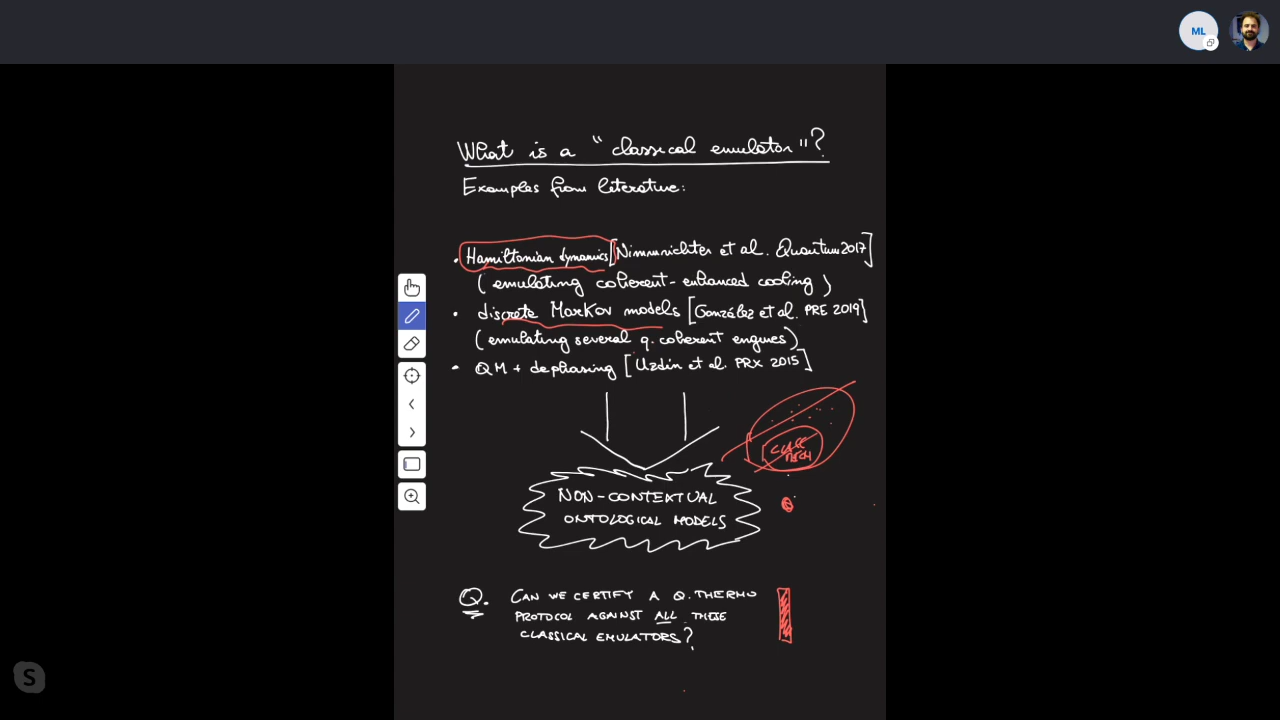 ML
What is a "classical emulator"?
Examples from literature:
• Hamiltonian dynamics [Nimmrichter et al. Quantum 2017]
(emulating coherent-enhanced cooling)
• discrete Markov models [González et al. PRE 2019]
(emulating several q. coherent engines)
• QM + dephasing [Uzdin et al. PRX 2015]
CLASS
MECH
NON-CONTEXTUAL
ONTOLOGICAL MODELS
Q. CAN WE CERTIFY A Q. THERMO
PROTOCOL AGAINST ALL THESE
CLASSICAL EMULATORS?
S